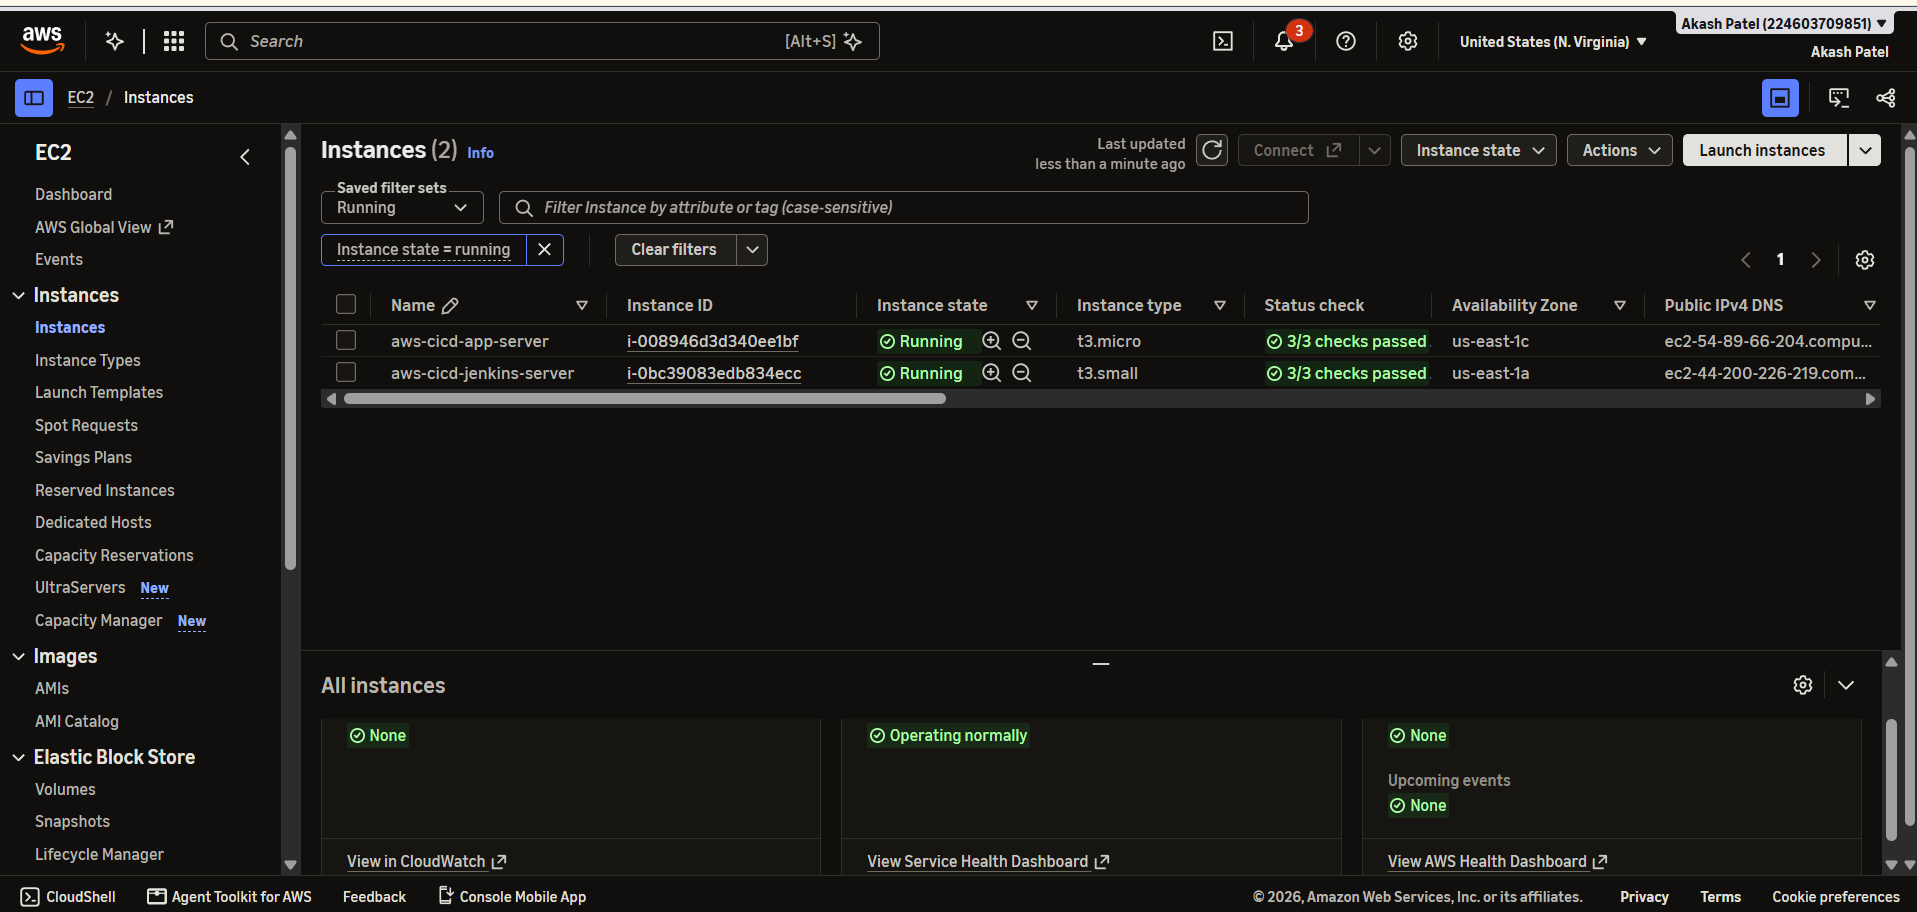 aws
Search
[Alt+S]
3
United States (N. Virginia)
Akash Patel (224603709851)
Akash Patel
EC2 / Instances
EC2
Dashboard
AWS Global View
Events
Instances
Instances
Instance Types
Launch Templates
Spot Requests
Savings Plans
Reserved Instances
Dedicated Hosts
Capacity Reservations
UltraServers New
Capacity Manager New
Images
AMIs
AMI Catalog
Elastic Block Store
Volumes
Snapshots
Lifecycle Manager
Instances (2) Info
Last updated
less than a minute ago
Connect
Instance state
Actions
Launch instances
Saved filter sets
Running
Filter Instance by attribute or tag (case-sensitive)
Instance state = running
Clear filters
1
Name Instance ID Instance state Instance type Status check Availability Zone Public IPv4 DNS
aws-cicd-app-server i-008946d3d340ee1bf Running t3.micro 3/3 checks passed us-east-1c ec2-54-89-66-204.compu...
aws-cicd-jenkins-server i-0bc39083edb834ecc Running t3.small 3/3 checks passed us-east-1a ec2-44-200-226-219.com...
All instances
None
Operating normally
None
Upcoming events
None
View in CloudWatch
View Service Health Dashboard
View AWS Health Dashboard
CloudShell
Agent Toolkit for AWS
Feedback
Console Mobile App
© 2026, Amazon Web Services, Inc. or its affiliates.
Privacy
Terms
Cookie preferences